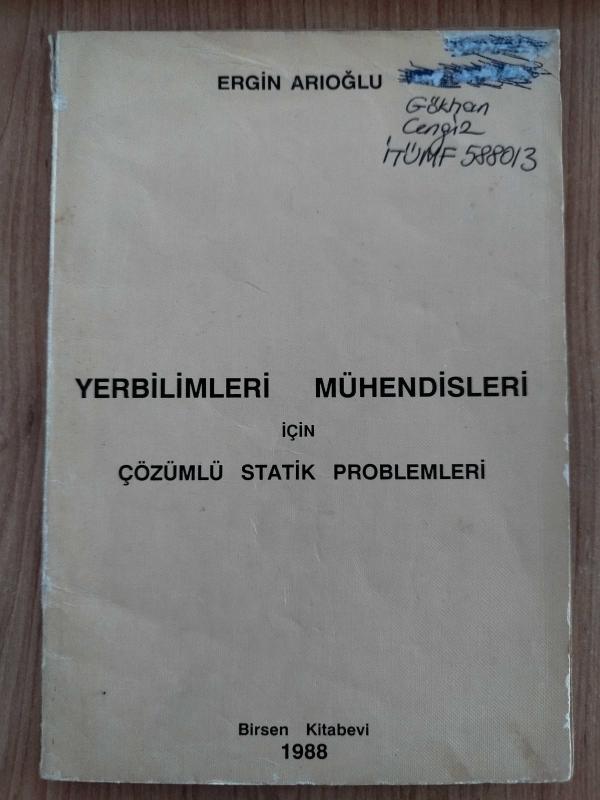 ERGİN ARIOĞLU
Gökhan
Cengiz
İTÜMF 588013
YERBİLİMLERİ MÜHENDİSLERİ
İÇİN
ÇÖZÜMLÜ STATİK PROBLEMLERİ
Birsen Kitabevi
1988